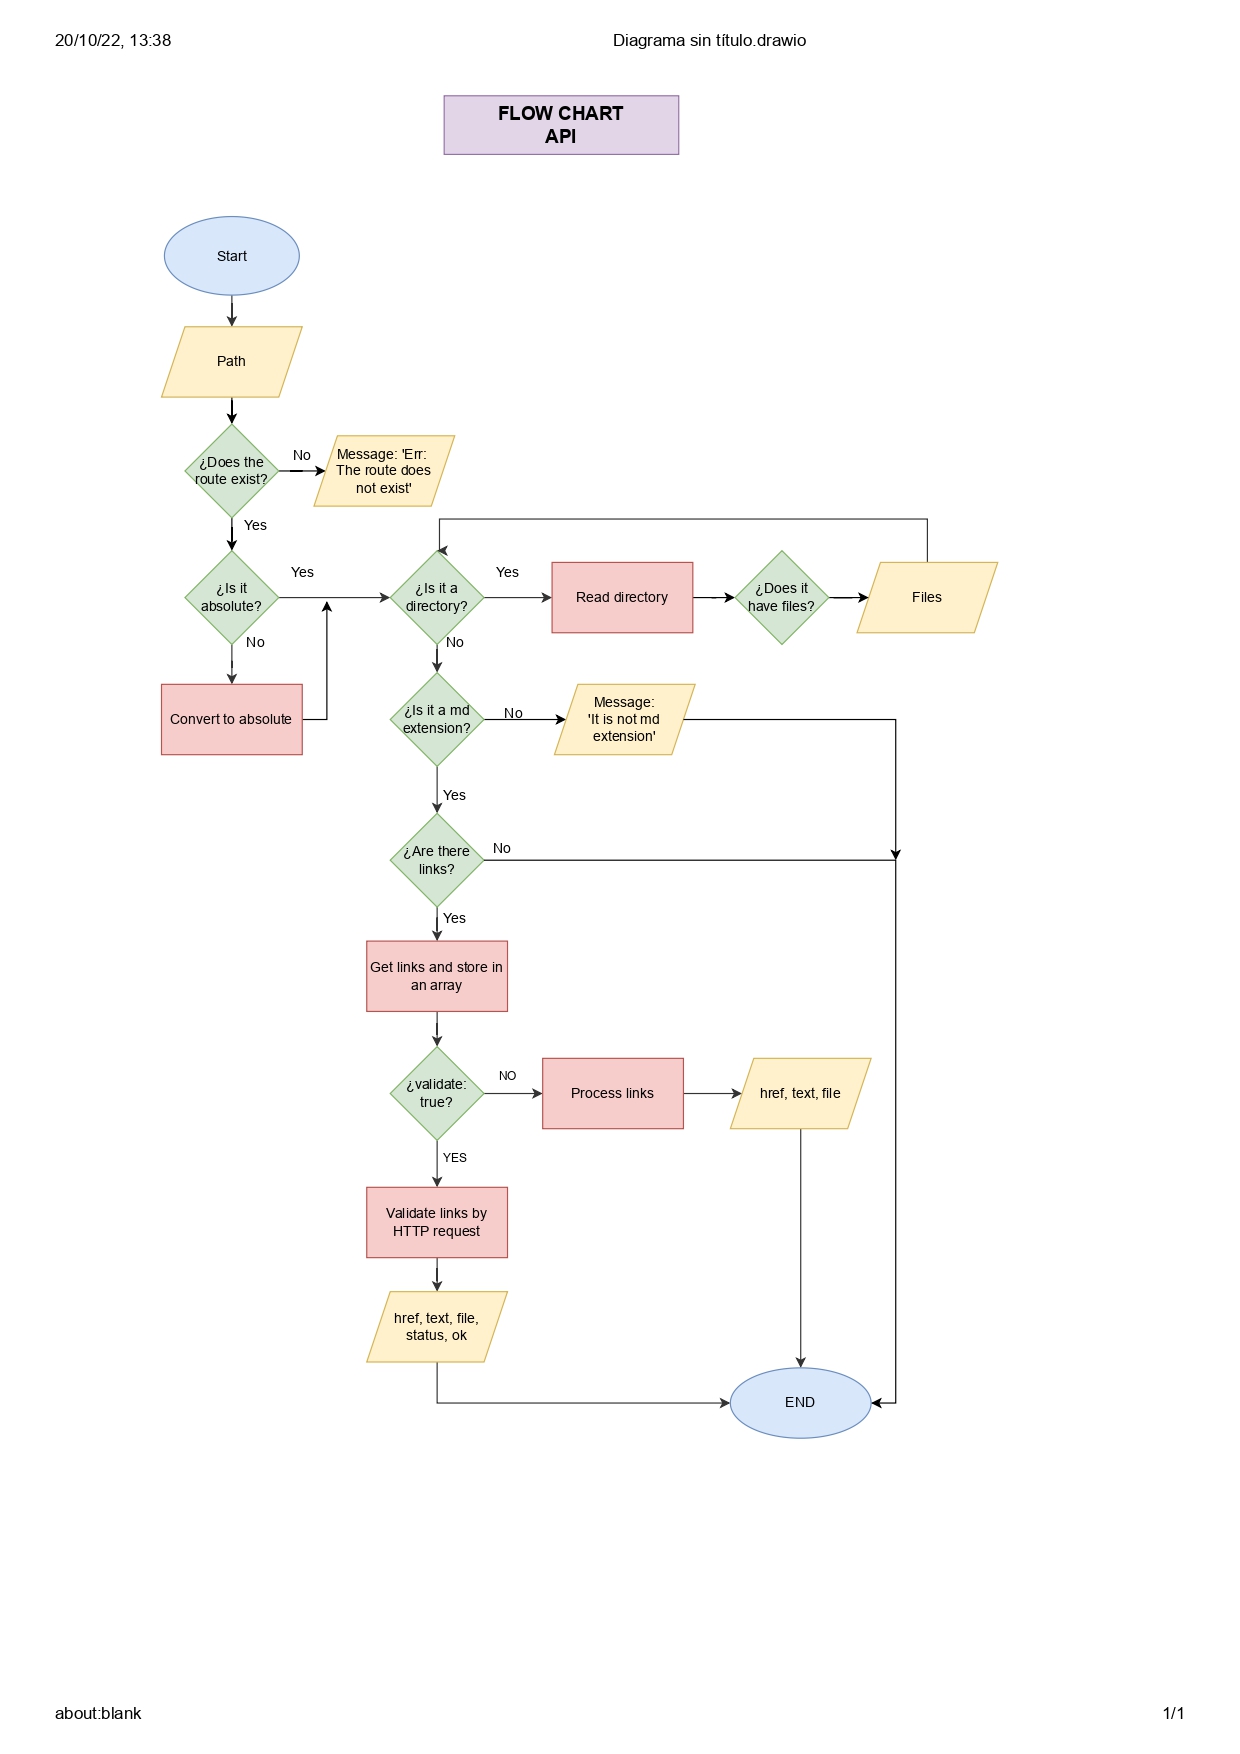 20/10/22, 13:38
Diagrama sin título.drawio
FLOW CHART
API
Start
Path
¿Does the
route exist?
No
Message: 'Err:
The route does
not exist'
Yes
¿Is it
absolute?
Yes
¿Is it a
directory?
Yes
Read directory
¿Does it
have files?
Files
No
No
Convert to absolute
¿Is it a md
extension?
No
Message:
'It is not md
extension'
Yes
¿Are there
links?
No
Yes
Get links and store in
an array
¿validate:
true?
NO
Process links
href, text, file
YES
Validate links by
HTTP request
href, text, file,
status, ok
END
about:blank
1/1